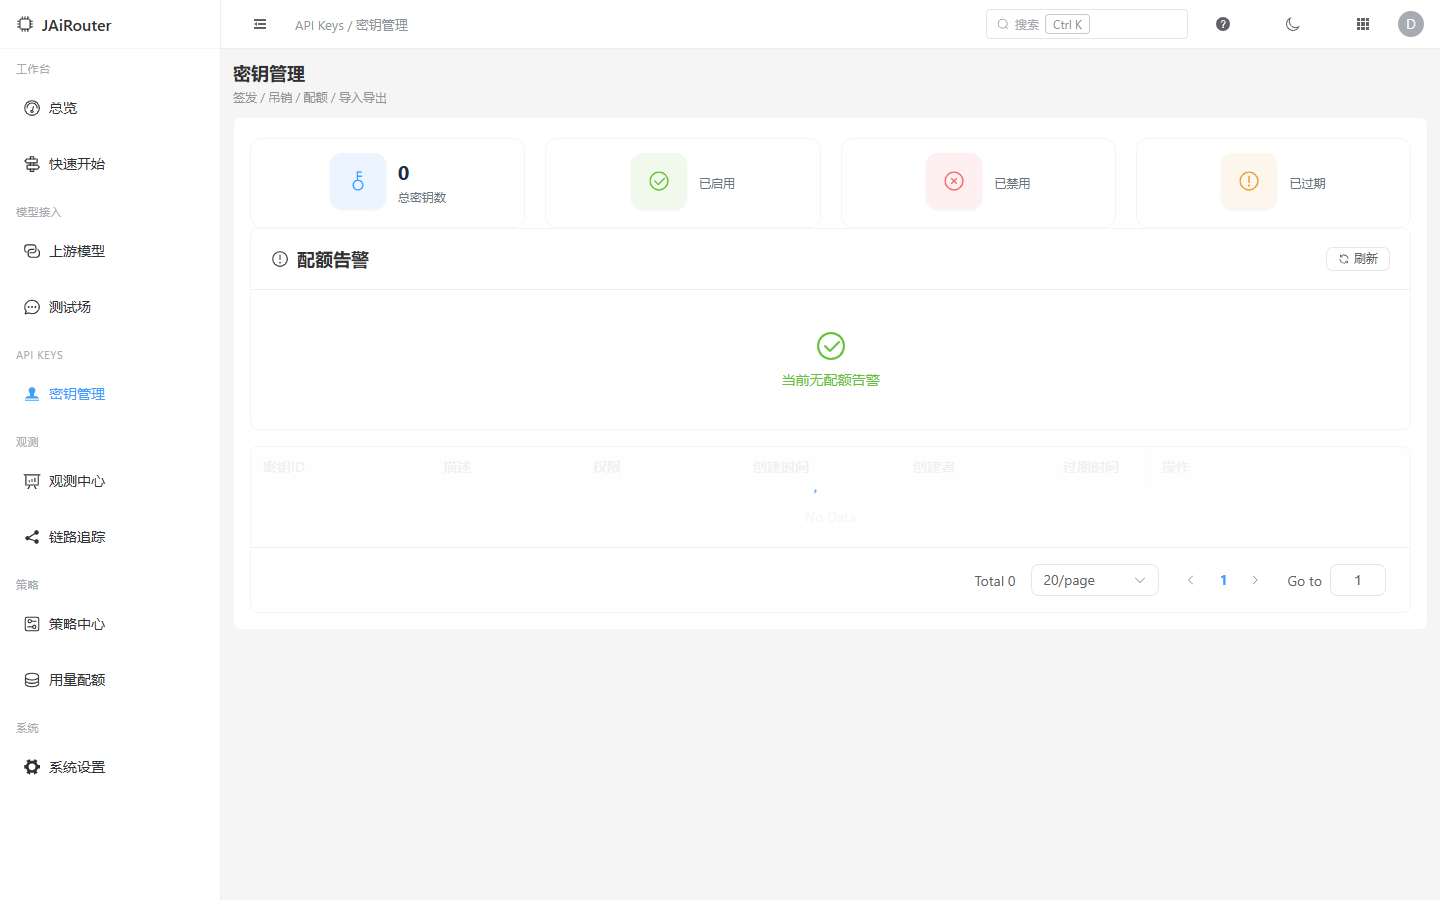 JAiRouter
API Keys / 密钥管理
搜索 Ctrl K
D
工作台
总览
快速开始
模型接入
上游模型
测试场
API KEYS
密钥管理
观测
观测中心
链路追踪
策略
策略中心
用量配额
系统
系统设置
密钥管理
签发 / 吊销 / 配额 / 导入导出
0
总密钥数
已启用
已禁用
已过期
配额告警
刷新
当前无配额告警
密钥ID 描述 权限 创建时间 创建者 过期时间 操作
No Data
Total 0 20/page 1 Go to 1